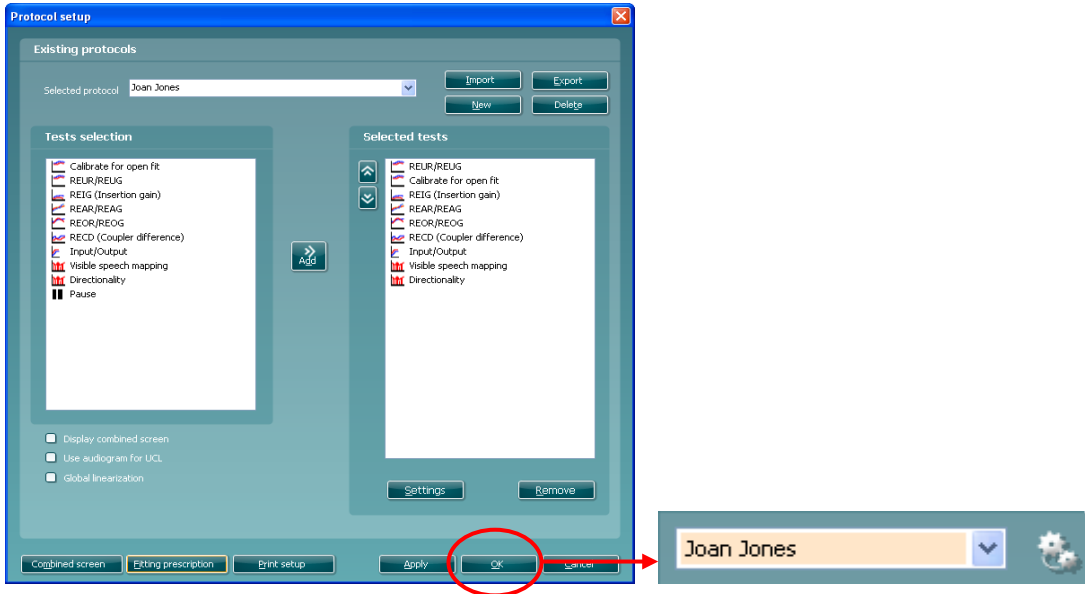 Protocol setup
Existing protocols
Selected protocol Joan Jones
Import Export
New Delete
Tests selection
Calibrate for open fit
REUR/REUG
REIG (Insertion gain)
REAR/REAG
REOR/REOG
RECD (Coupler difference)
Input/Output
Visible speech mapping
Directionality
Pause
Add
Selected tests
REUR/REUG
Calibrate for open fit
REIG (Insertion gain)
REAR/REAG
REOR/REOG
RECD (Coupler difference)
Input/Output
Visible speech mapping
Directionality
Display combined screen
Use audiogram for UCL
Global linearization
Settings Remove
Combined screen Fitting prescription Print setup Apply OK Cancel
Joan Jones